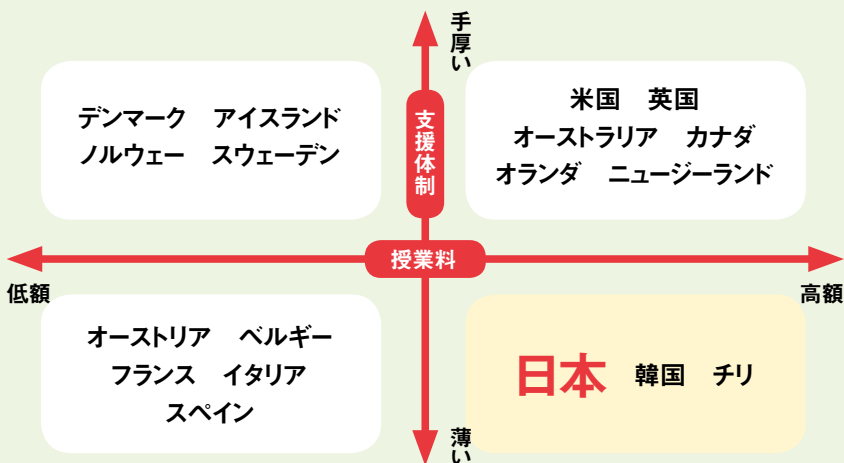 手厚い
支援体制
デンマーク アイスランド
ノルウェー スウェーデン
米国 英国
オーストラリア カナダ
オランダ ニュージーランド
授業料
低額
高額
オーストリア ベルギー
フランス イタリア
スペイン
日本 韓国 チリ
薄い